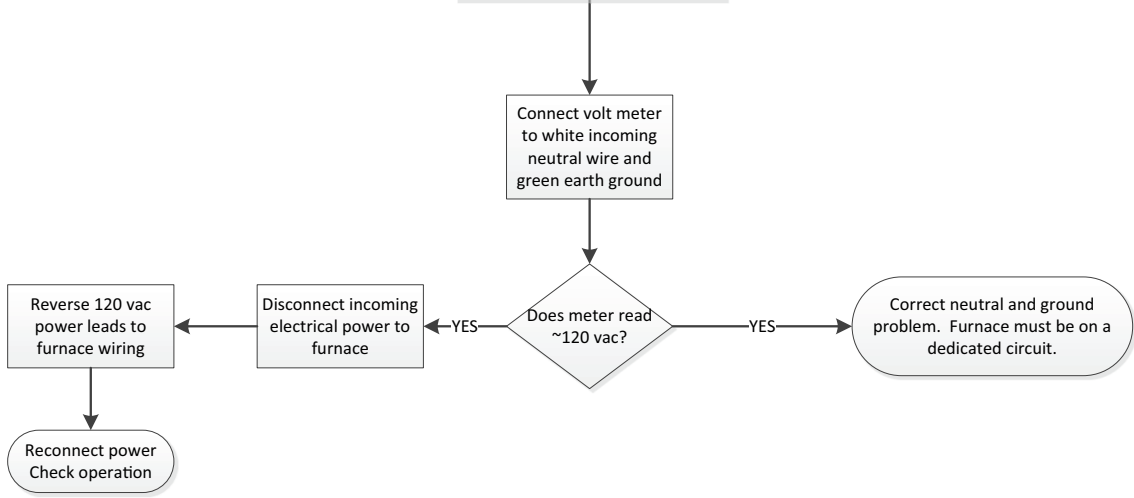 Connect volt meter
to white incoming
neutral wire and
green earth ground
Does meter read
~120 vac?
YES
YES
Disconnect incoming
electrical power to
furnace
Reverse 120 vac
power leads to
furnace wiring
Correct neutral and ground
problem.  Furnace must be on a
dedicated circuit.
Reconnect power
Check operation